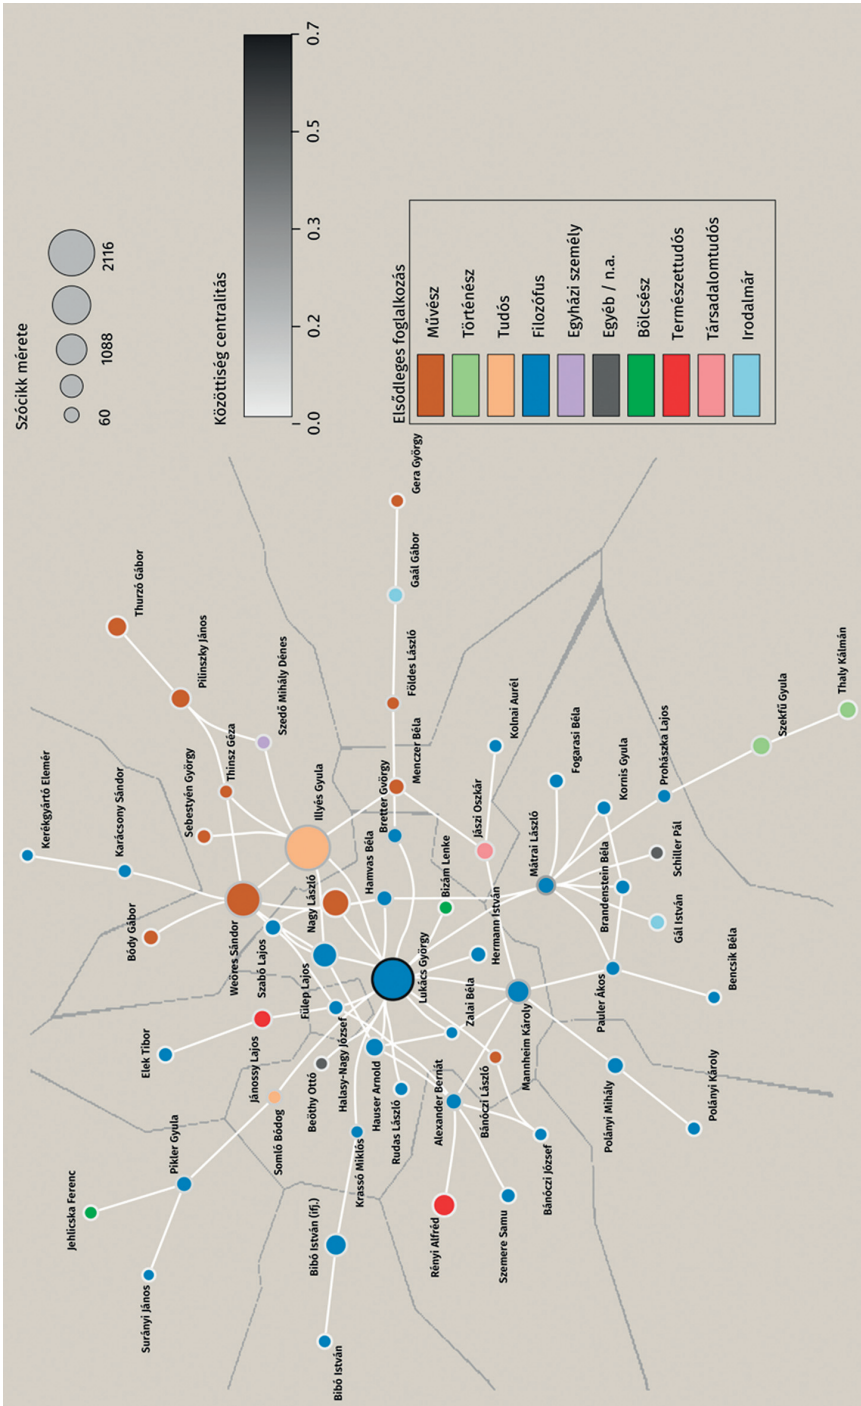 Szócikk mérete
60
1088
2116
Közöttiség centralitás
0.0
0.2
0.3
0.5
0.7
Elsődleges foglalkozás
Művész
Történész
Tudós
Filozófus
Egyházi személy
Egyéb / n.a.
Bölcsész
Természettudós
Társadalomtudós
Irodalmár
Kerékgyártó Elemér
Karácsony Sándor
Bódy Gábor
Thurzó Gábor
Pilinszky János
Szedő Mihály Dénes
Thinsz Géza
Sebestyén György
Illyés Gyula
Weöres Sándor
Szabó Lajos
Nagy László
Fülep Lajos
Hamvas Béla
Bretter György
Menczer Béla
Földes László
Gaál Gábor
Gera György
Kolnai Aurél
Jászi Oszkár
Bizám Lenke
Hermann István
Lukács György
Zalai Béla
Elek Tibor
Jánossy Lajos
Somló Bódog
Beöthy Ottó
Halasy-Nagy József
Hauser Arnold
Rudas László
Krassó Miklós
Pikler Gyula
Jehlicska Ferenc
Surányi János
Bibó István (ifj.)
Bibó István
Alexander Bernát
Bánóczi László
Bánóczi József
Rényi Alfréd
Szemere Samu
Mannheim Károly
Polányi Mihály
Polányi Károly
Pauler Ákos
Bencsik Béla
Mátrai László
Fogarasi Béla
Kornis Gyula
Prohászka Lajos
Brandenstein Béla
Schiller Pál
Gál István
Szekfű Gyula
Thaly Kálmán